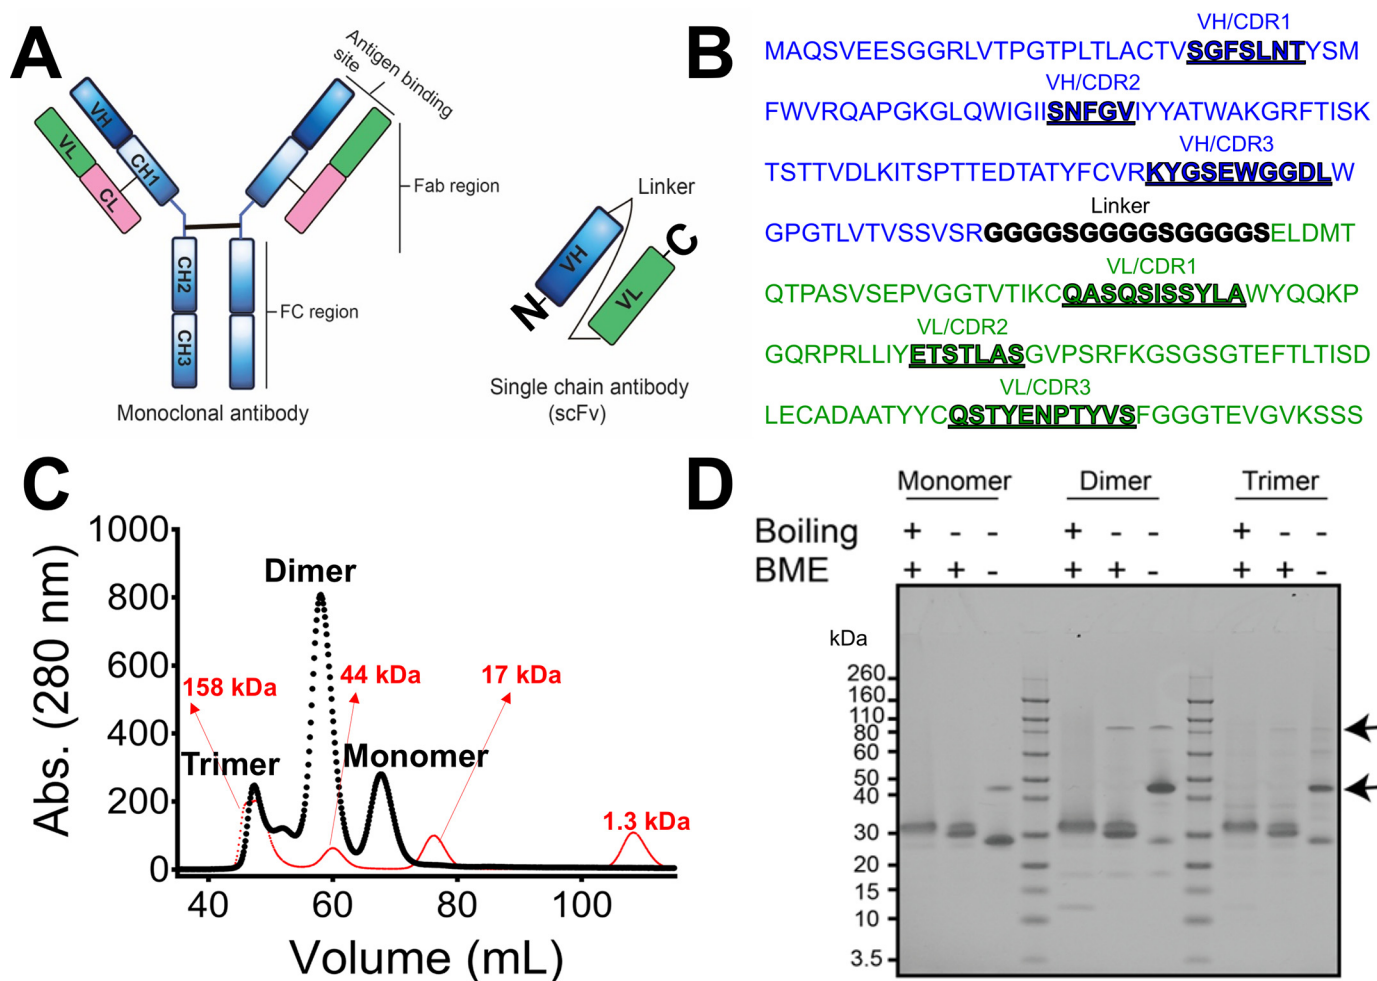 A
Antigen binding
site
VH
VL
CH1
CL
Fab region
CH2
CH3
FC region
Monoclonal antibody
Linker
VH
VL
N
C
Single chain antibody
(scFv)
B
VH/CDR1
MAQSVEESGGRLVTPGTPLTLACTVSGFSLNTYSM
VH/CDR2
FWVRQAPGKGLQWIGIISNFGVIYYATWAKGRFTISK
VH/CDR3
TSTTVDLKITSPTTEDTATYFCVRKYGSEWGGDLW
Linker
GPGTLVTVSSVSRGGGGSGGGGSGGGGSELDMT
VL/CDR1
QTPASVSEPVGGTVTIKCQASQSISSYLAWYQQKP
VL/CDR2
GQRPRLLIYETSTLASGVPSRFKGSGSGTEFTLTISD
VL/CDR3
LECADAATYYCQSTYENPTYVSFGGGTEVGVKSSS
C
Abs. (280 nm)
1000
800
600
400
200
0
40
60
80
100
Volume (mL)
Dimer
Trimer
Monomer
158 kDa
44 kDa
17 kDa
1.3 kDa
D
Monomer Dimer Trimer
Boiling + - - + - - + - -
BME + + - + + - + + -
kDa
260
160
110
80
60
50
40
30
20
15
10
3.5